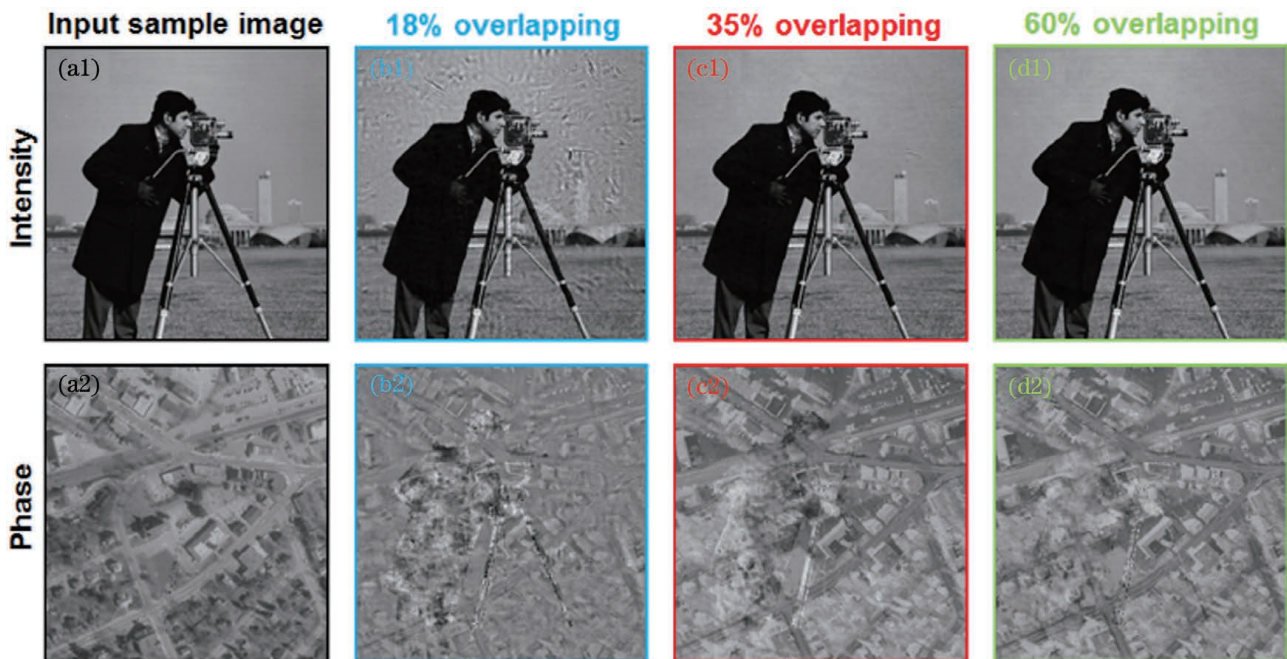 Input sample image 18% overlapping 35% overlapping 60% overlapping
Intensity
(a1) (b1) (c1) (d1)
Phase
(a2) (b2) (c2) (d2)